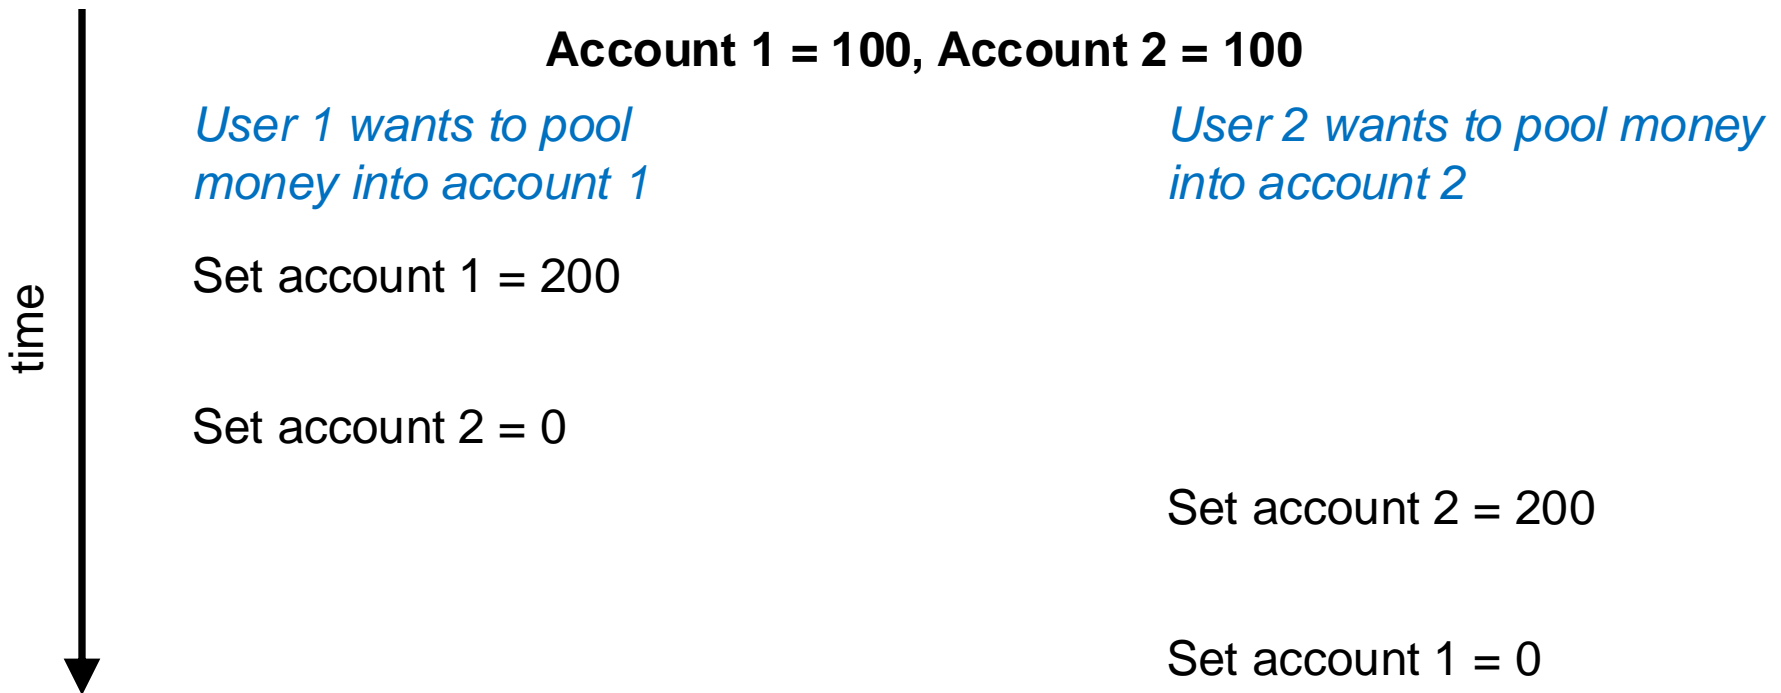 Account 1 = 100, Account 2 = 100
User 1 wants to pool
money into account 1
User 2 wants to pool money
into account 2
time
Set account 1 = 200
Set account 2 = 0
Set account 2 = 200
Set account 1 = 0